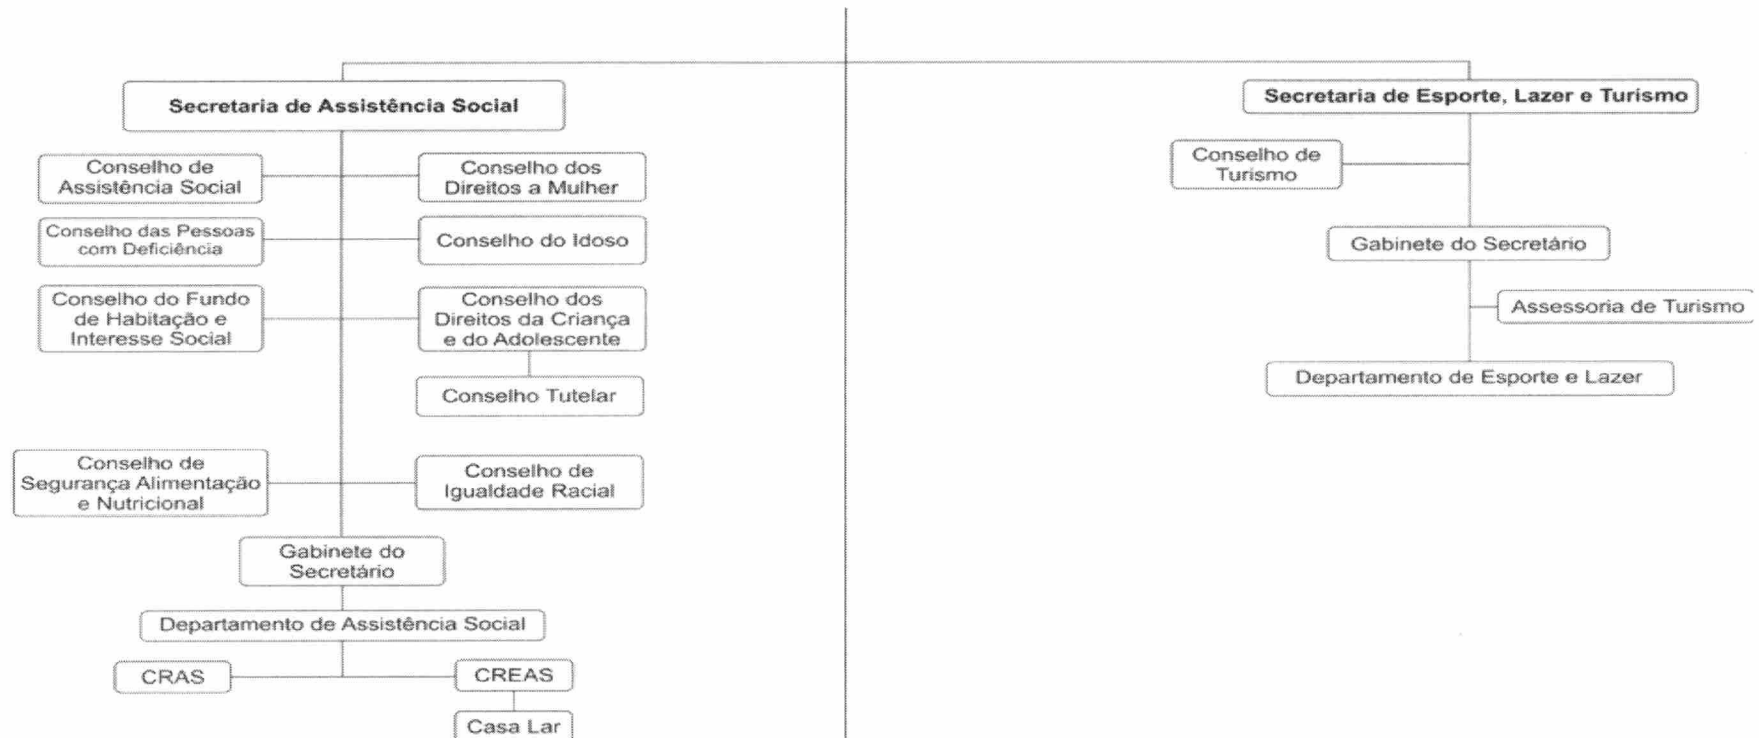 Secretaria de Assistência Social
Conselho de
Assistência Social
Conselho dos
Direitos a Mulher
Conselho das Pessoas
com Deficiência
Conselho do Idoso
Conselho do Fundo
de Habitação e
Interesse Social
Conselho dos
Direitos da Criança
e do Adolescente
Conselho Tutelar
Conselho de
Segurança Alimentação
e Nutricional
Conselho de
Igualdade Racial
Gabinete do
Secretário
Departamento de Assistência Social
CRAS
CREAS
Casa Lar
Secretaria de Esporte, Lazer e Turismo
Conselho de
Turismo
Gabinete do Secretário
Assessoria de Turismo
Departamento de Esporte e Lazer